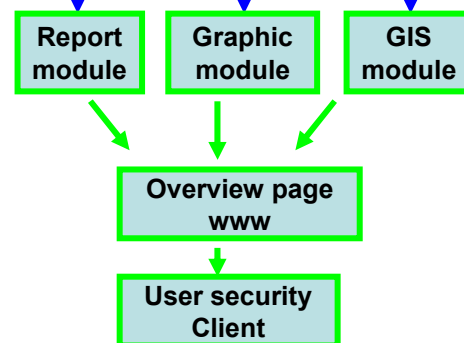 Report
module
Graphic
module
GIS
module
Overview page
www
User security
Client